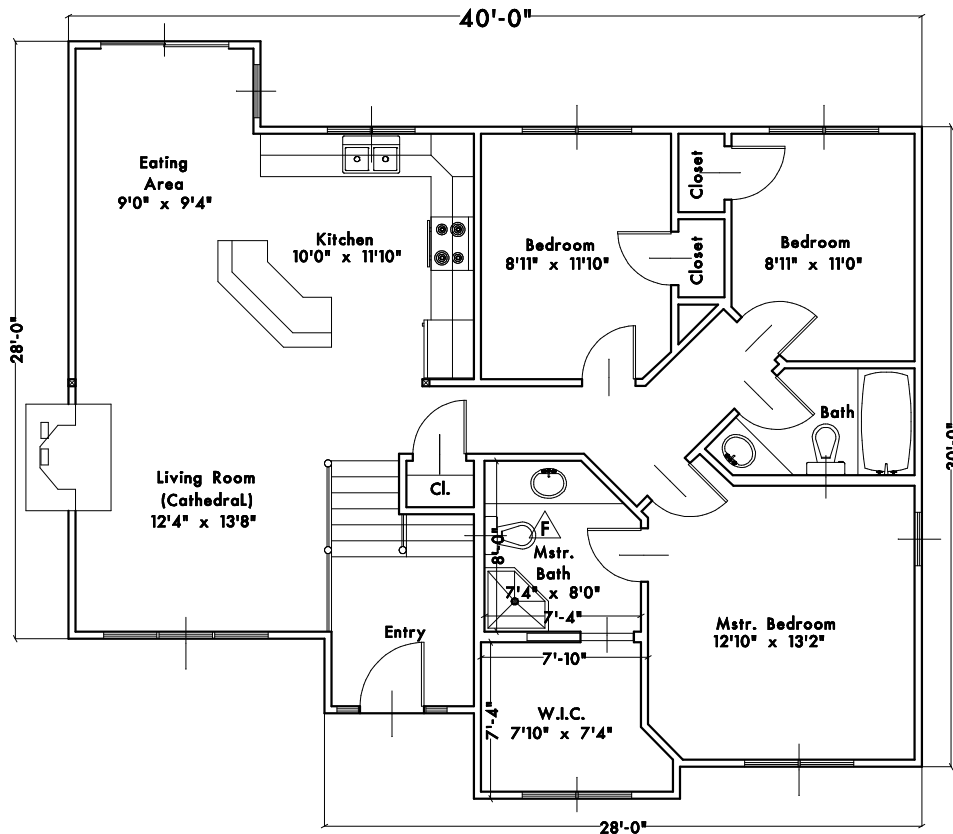 40'-0"
Eating
Area
9'0" x 9'4"
Kitchen
10'0" x 11'10"
Bedroom
8'11" x 11'10"
Closet
Closet
Bedroom
8'11" x 11'0"
28'-0"
Bath
30'-0"
Living Room
(CathedraL)
12'4" x 13'8"
Cl.
F
8'-0"
Mstr.
Bath
7'4" x 8'0"
7'-4"
Entry
Mstr. Bedroom
12'10" x 13'2"
7'-10"
7'-4"
W.I.C.
7'10" x 7'4"
28'-0"